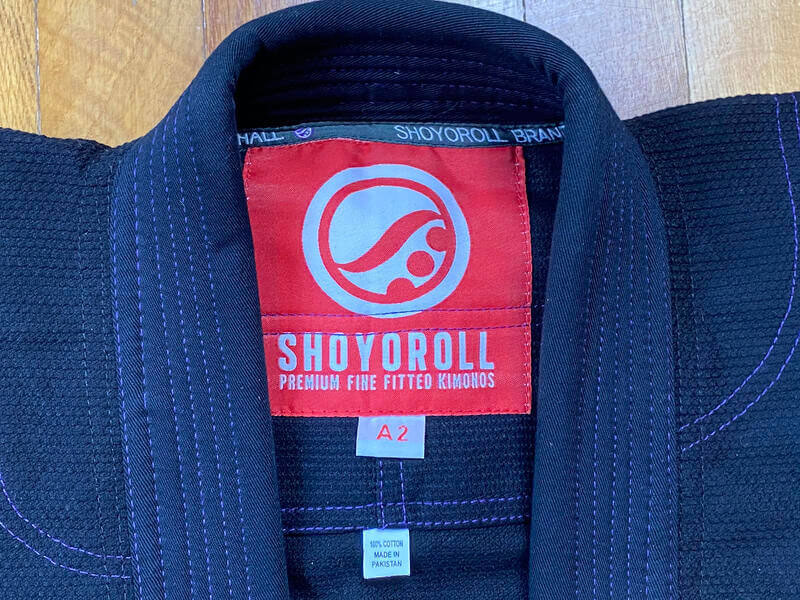 HALL SHOYOROLL BRAND
SHOYOROLL
PREMIUM FINE FITTED KIMONOS
A2
100% COTTON
MADE IN
PAKISTAN